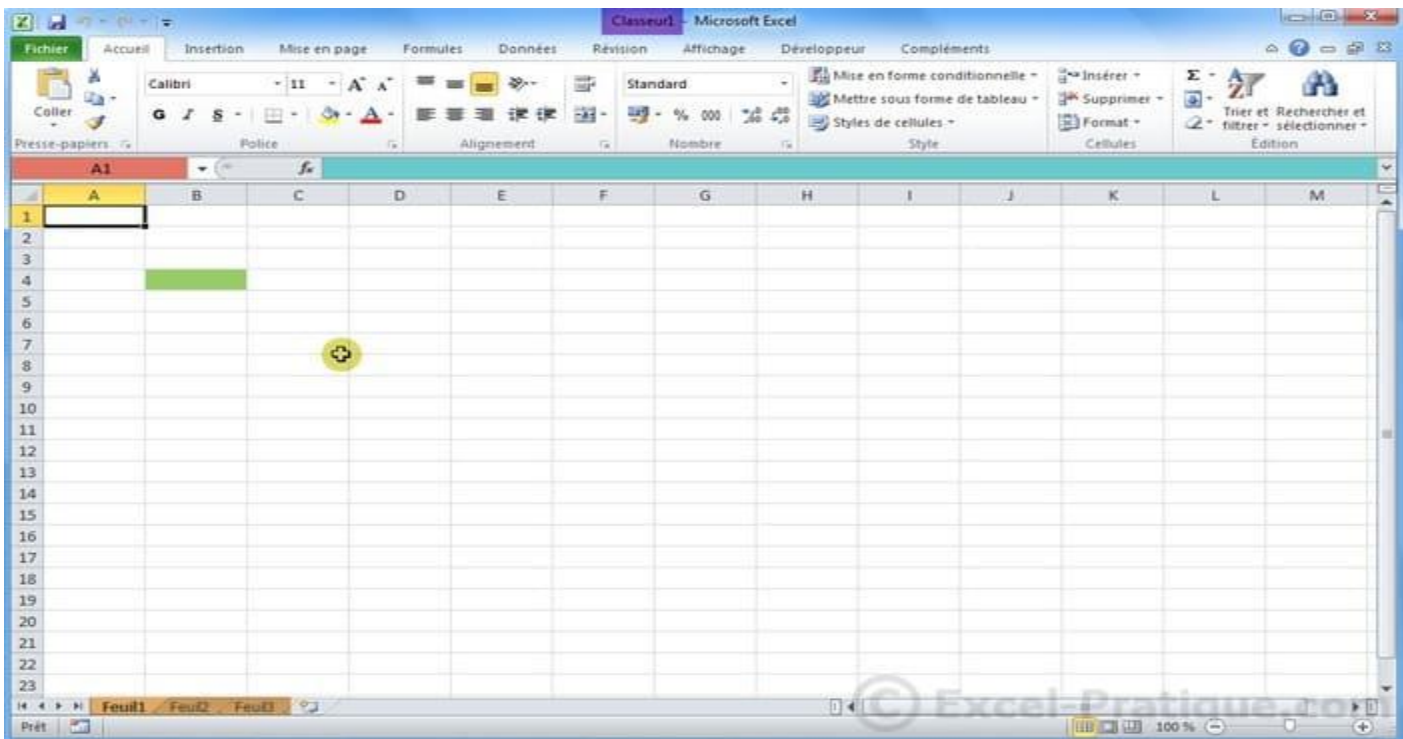 Classeur1 - Microsoft Excel
Fichier Accueil Insertion Mise en page Formules Données Révision Affichage Développeur Compléments
Coller
Calibri 11 A A
G I S A
Standard
% 000
Mise en forme conditionnelle
Mettre sous forme de tableau
Styles de cellules
Insérer
Supprimer
Format
Σ
Trier et filtrer
Rechercher et sélectionner
Presse-papiers Police Alignement Nombre Style Cellules Édition
A1 fx
A B C D E F G H I J K L M
1
2
3
4
5
6
7
8
9
10
11
12
13
14
15
16
17
18
19
20
21
22
23
Feuil1 Feuil2 Feuil3
© Excel-Pratique.com
Prêt 100 %